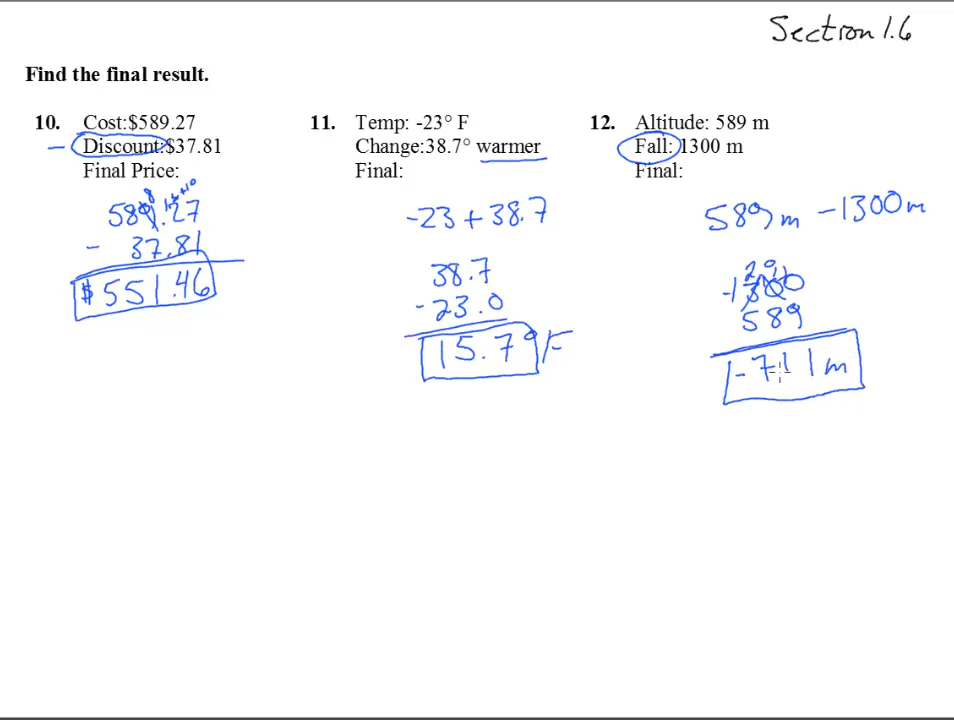 Section 1.6
Find the final result.
10. Cost:$589.27
Discount:$37.81
Final Price:
589.27
- 37.81
$551.46
11. Temp: -23° F
Change:38.7° warmer
Final:
-23 + 38.7
38.7
-23.0
15.7° F
12. Altitude: 589 m
Fall: 1300 m
Final:
589 m -1300 m
-1300
589
-711 m